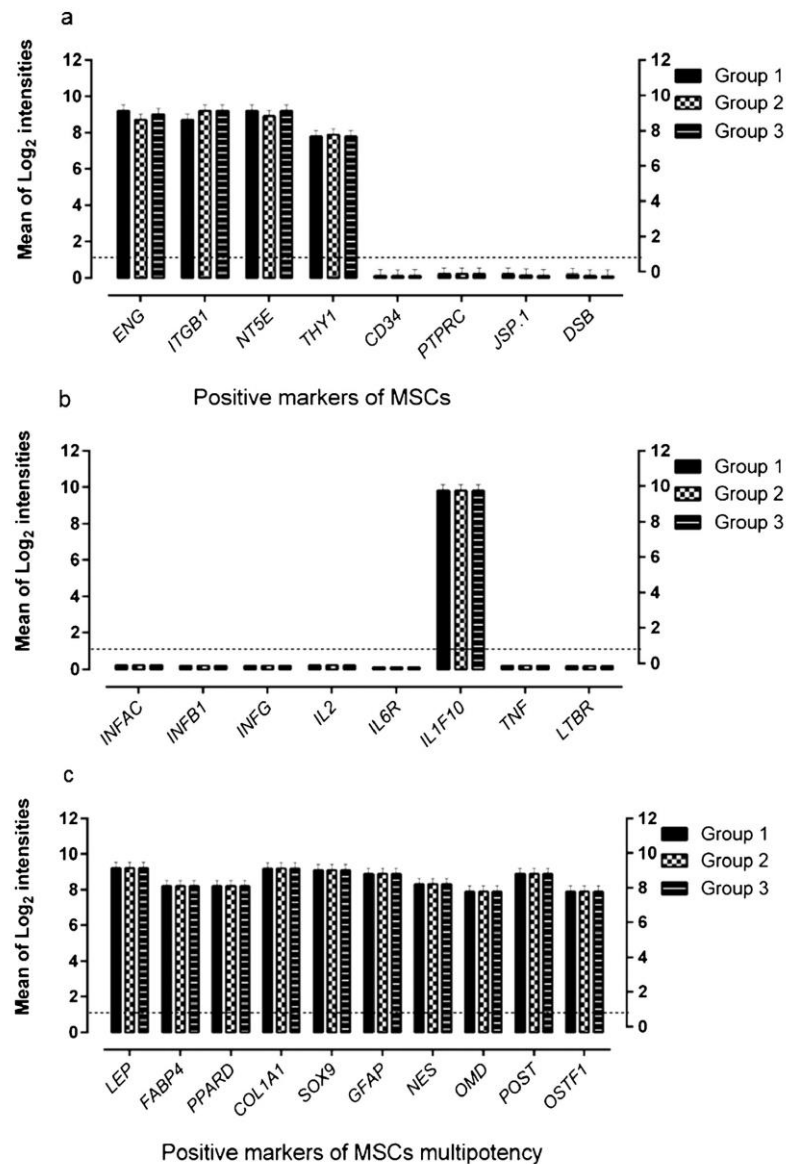 a
Mean of Log2 intensities
12
10
8
6
4
2
0
12
10
8
6
4
2
0
Group 1
Group 2
Group 3
ENG ITGB1 NT5E THY1 CD34 PTPRC JSP.1 DSB
Positive markers of MSCs
b
Mean of Log2 intensities
12
10
8
6
4
2
0
12
10
8
6
4
2
0
Group 1
Group 2
Group 3
INFAC INFB1 INFG IL2 IL6R IL1F10 TNF LTBR
c
Mean of Log2 intensities
12
10
8
6
4
2
0
12
10
8
6
4
2
0
Group 1
Group 2
Group 3
LEP FABP4 PPARD COL1A1 SOX9 GFAP NES OMD POST OSTF1
Positive markers of MSCs multipotency